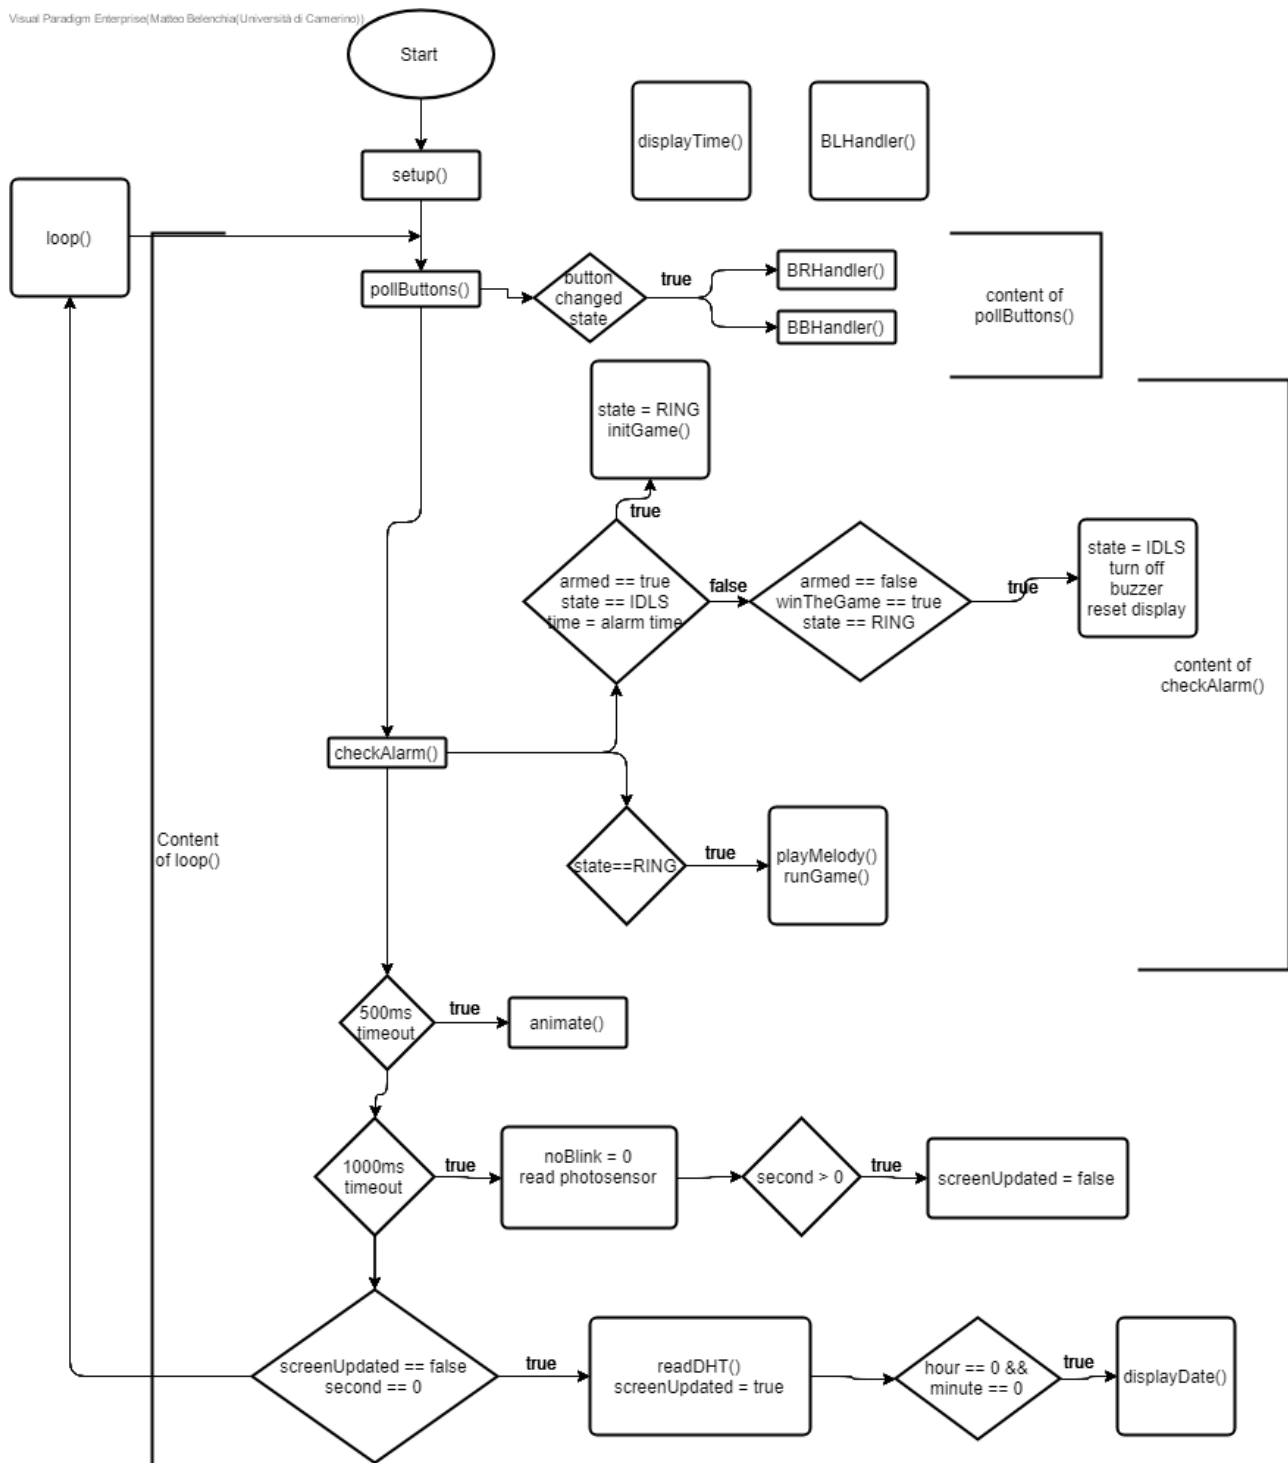 Visual Paradigm Enterprise(Matteo Belenchia(Università di Camerino))
Start
displayTime()
BLHandler()
setup()
loop()
pollButtons()
button
changed
state
true
BRHandler()
BBHandler()
content of
pollButtons()
state = RING
initGame()
true
armed == true
state == IDLS
time = alarm time
false
armed == false
winTheGame == true
state == RING
true
state = IDLS
turn off
buzzer
reset display
content of
checkAlarm()
checkAlarm()
Content
of loop()
state==RING
true
playMelody()
runGame()
500ms
timeout
true
animate()
1000ms
timeout
true
noBlink = 0
read photosensor
second > 0
true
screenUpdated = false
screenUpdated == false
second == 0
true
readDHT()
screenUpdated = true
hour == 0 &&
minute == 0
true
displayDate()